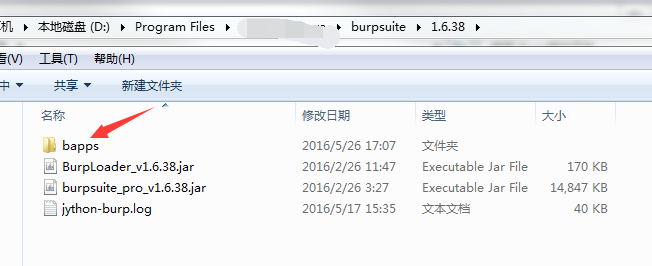 机 ▸ 本地磁盘 (D:) ▸ Program Files ▸ ▸ burpsuite ▸ 1.6.38 ▸
看(V) 工具(T) 帮助(H)
中 ▾ 共享 ▾ 新建文件夹
名称 修改日期 类型 大小
bapps 2016/5/26 17:07 文件夹
BurpLoader_v1.6.38.jar 2016/2/26 11:47 Executable Jar File 170 KB
burpsuite_pro_v1.6.38.jar 2016/2/26 3:27 Executable Jar File 14,847 KB
jython-burp.log 2016/5/17 15:35 文本文档 40 KB